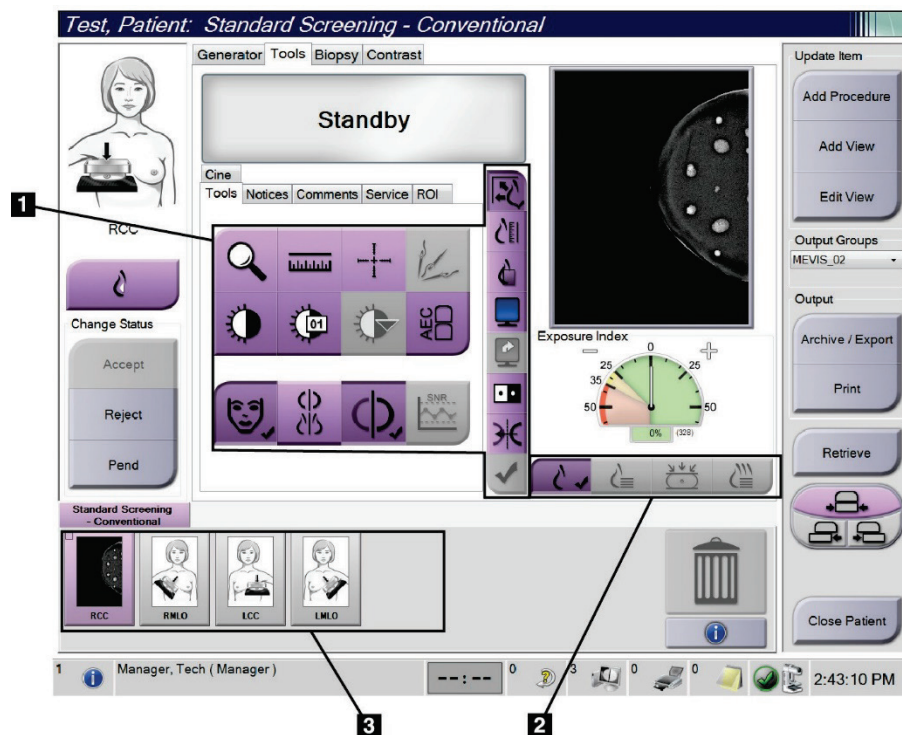 Test, Patient: Standard Screening - Conventional
Generator Tools Biopsy Contrast
Standby
Cine
Tools Notices Comments Service ROI
RCC
Change Status
Accept
Reject
Pend
01
AEC
SNR
Exposure Index
0
25 25
35
50 50
0% (328)
Update Item
Add Procedure
Add View
Edit View
Output Groups
MEVIS_02
Output
Archive / Export
Print
Retrieve
Close Patient
Standard Screening
- Conventional
RCC RMLO LCC LMLO
1 Manager, Tech ( Manager ) --:-- 0 3 0 0 2:43:10 PM
1
2
3